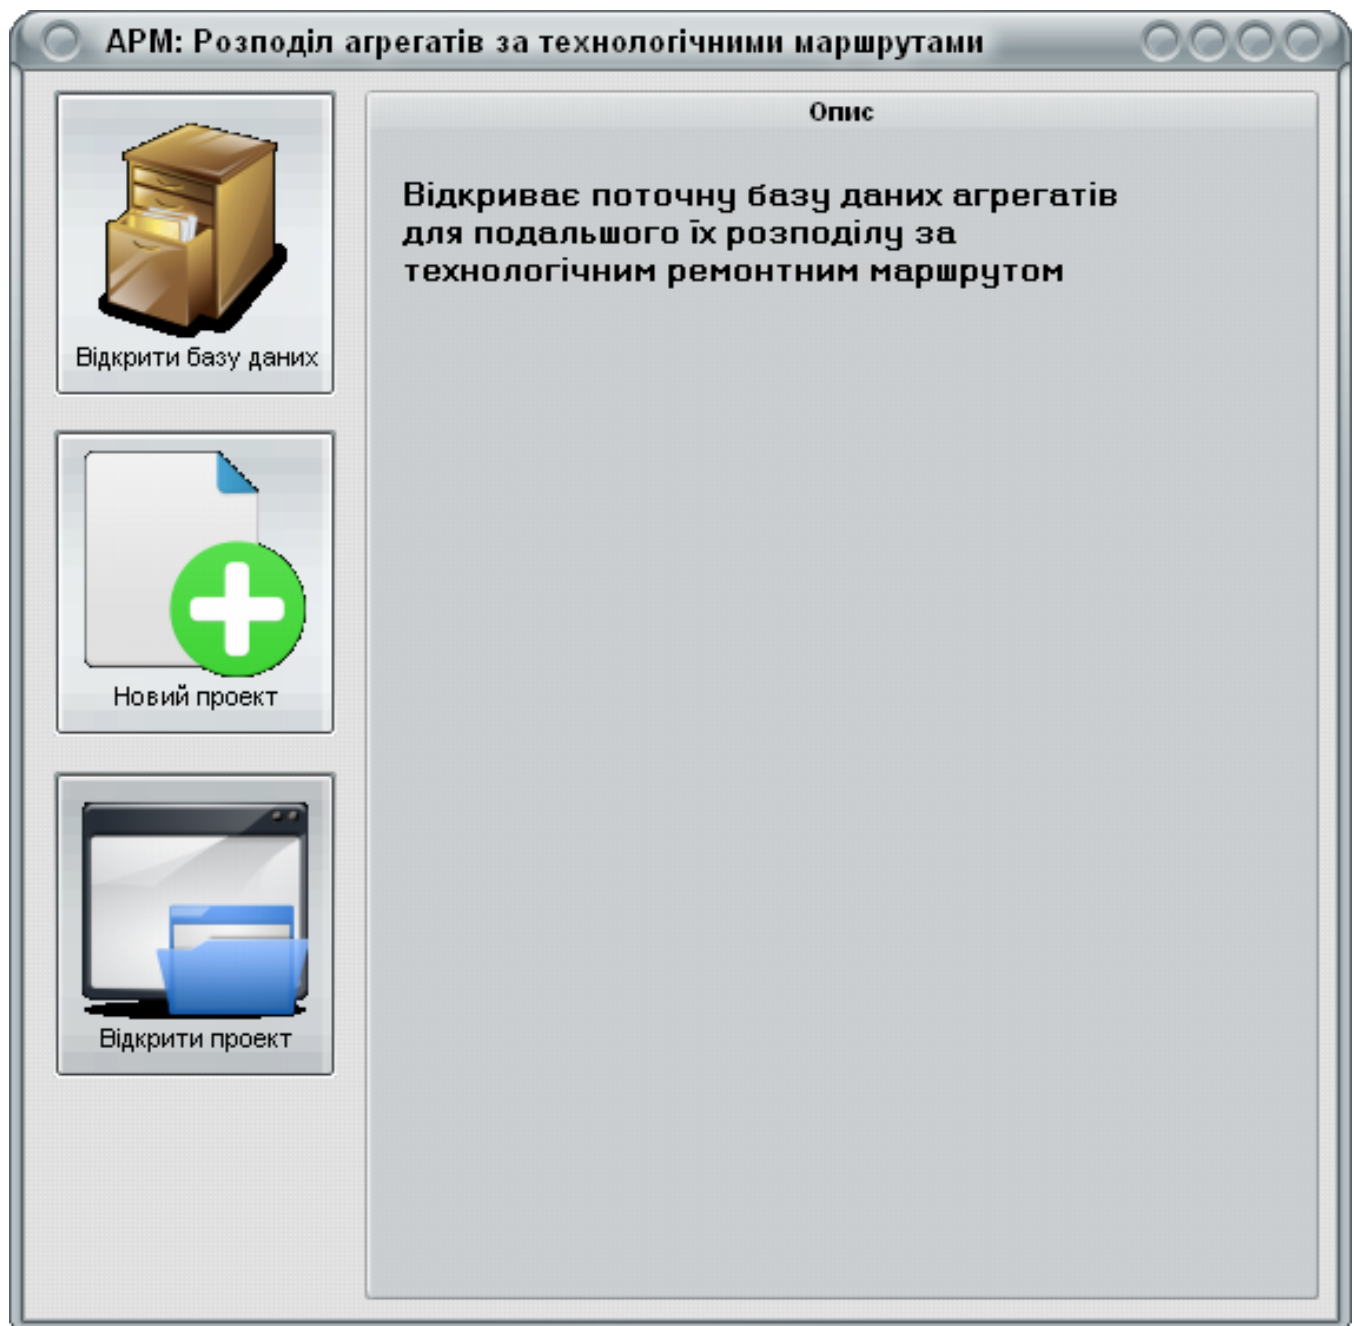 АРМ: Розподіл агрегатів за технологічними маршрутами
Відкрити базу даних
Новий проект
Відкрити проект
Опис
Відкриває поточну базу даних агрегатів
для подальшого їх розподілу за
технологічним ремонтним маршрутом